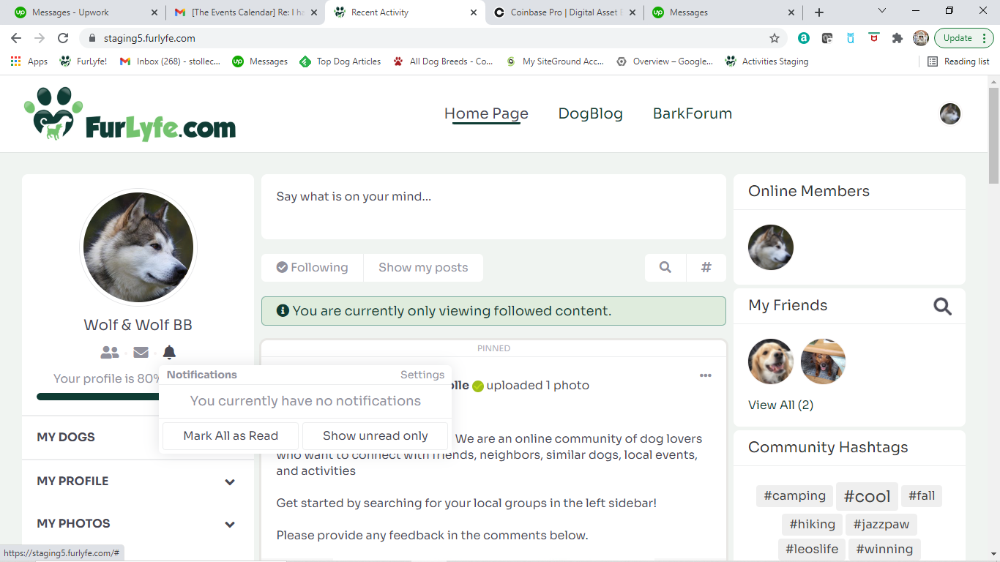 Messages - Upwork
[The Events Calendar] Re: I ha
Recent Activity
Coinbase Pro | Digital Asset E
Messages
staging5.furlyfe.com
Update
Apps
FurLyfe!
Inbox (268) - stollec...
Messages
Top Dog Articles
All Dog Breeds - Co...
My SiteGround Acc...
Overview – Google...
Activities Staging
Reading list
FurLyfe.com
Home Page
DogBlog
BarkForum
Wolf & Wolf BB
Your profile is 80%
Notifications
Settings
You currently have no notifications
Mark All as Read
Show unread only
MY DOGS
MY PROFILE
MY PHOTOS
Say what is on your mind...
Following
Show my posts
#
You are currently only viewing followed content.
PINNED
olle uploaded 1 photo
We are an online community of dog lovers
who want to connect with friends, neighbors, similar dogs, local events,
and activities
Get started by searching for your local groups in the left sidebar!
Please provide any feedback in the comments below.
Online Members
My Friends
View All (2)
Community Hashtags
#camping #cool #fall
#hiking #jazzpaw
#leoslife #winning
https://staging5.furlyfe.com/#